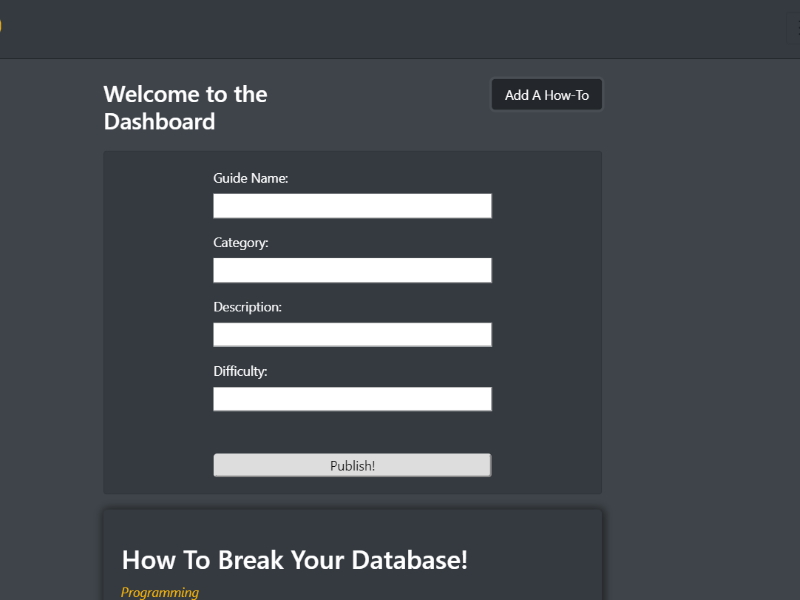 Welcome to the
Dashboard
Add A How-To
Guide Name:
Category:
Description:
Difficulty:
Publish!
How To Break Your Database!
Programming